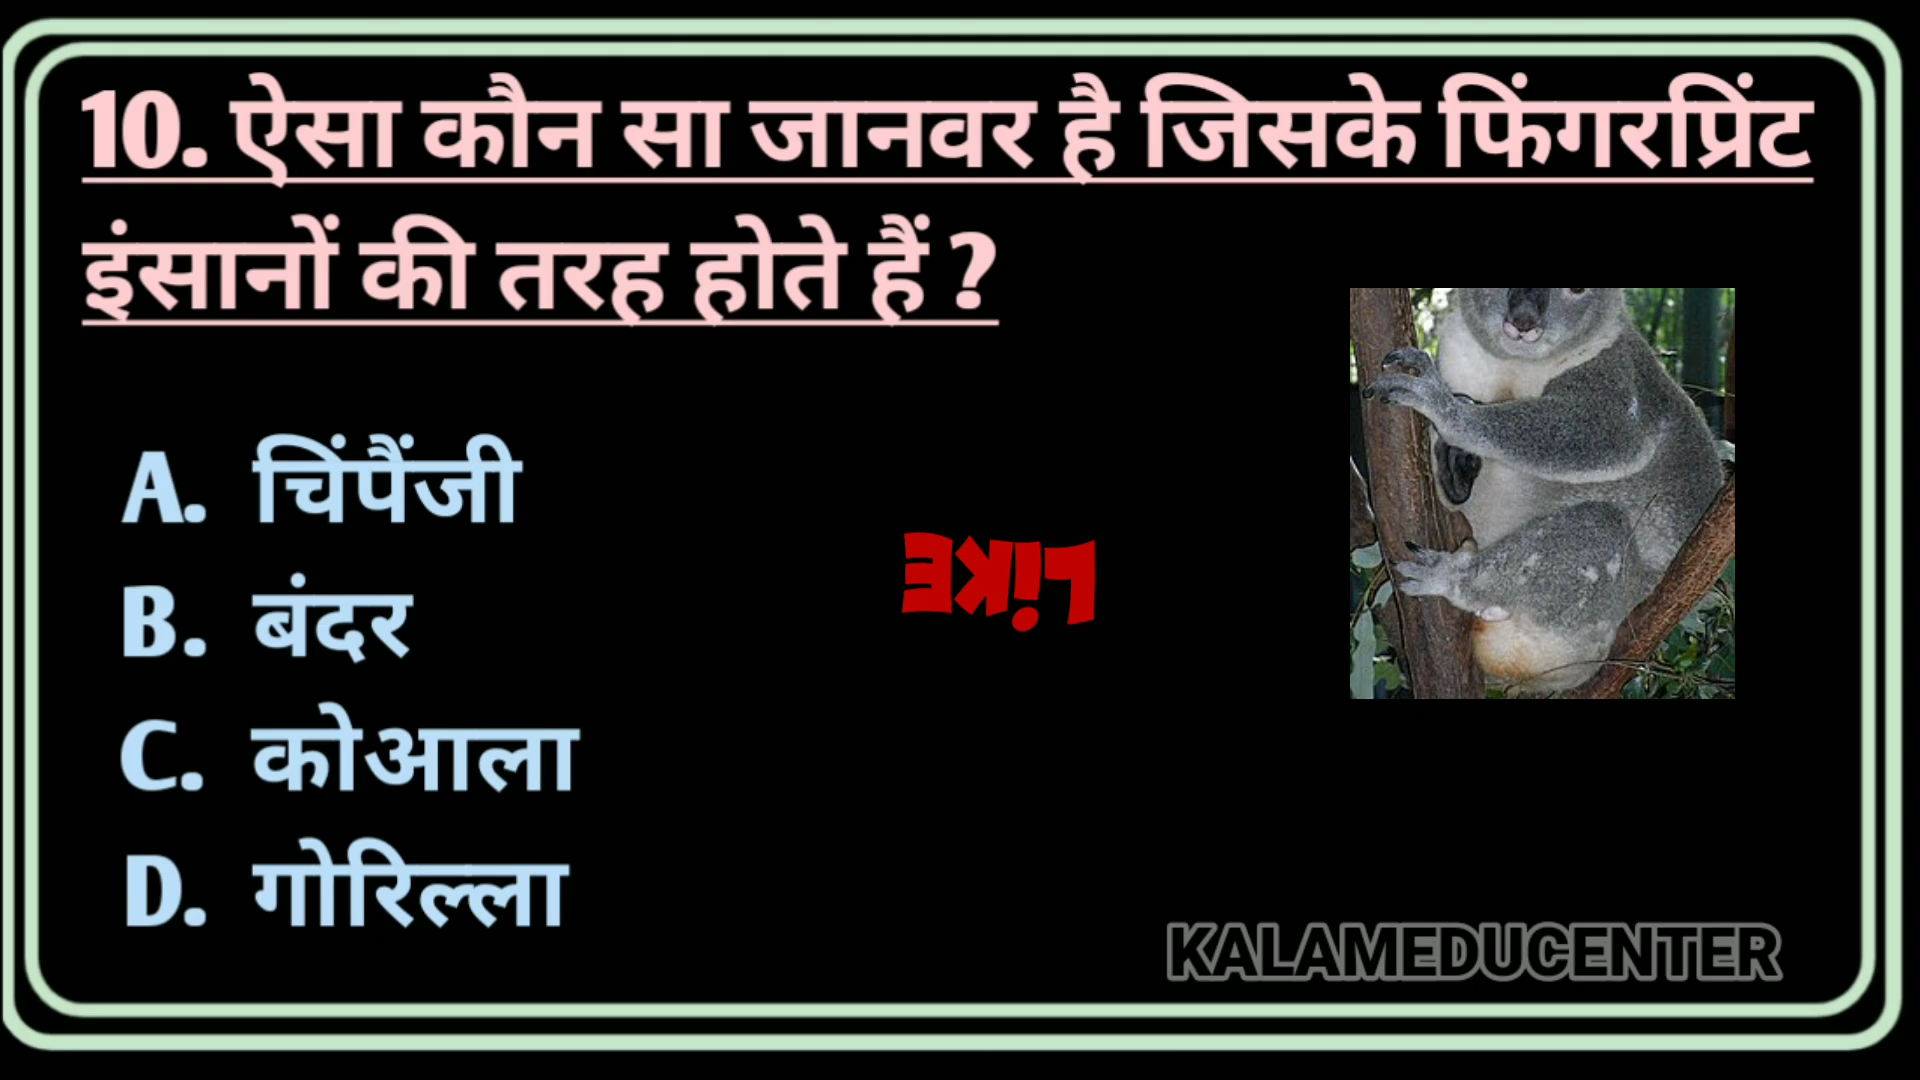 10. ऐसा कौन सा जानवर है जिसके फिंगरप्रिंट
इंसानों की तरह होते हैं ?
A. चिंपैंजी
B. बंदर
C. कोआला
D. गोरिल्ला
LiKE
KALAMEDUCENTER